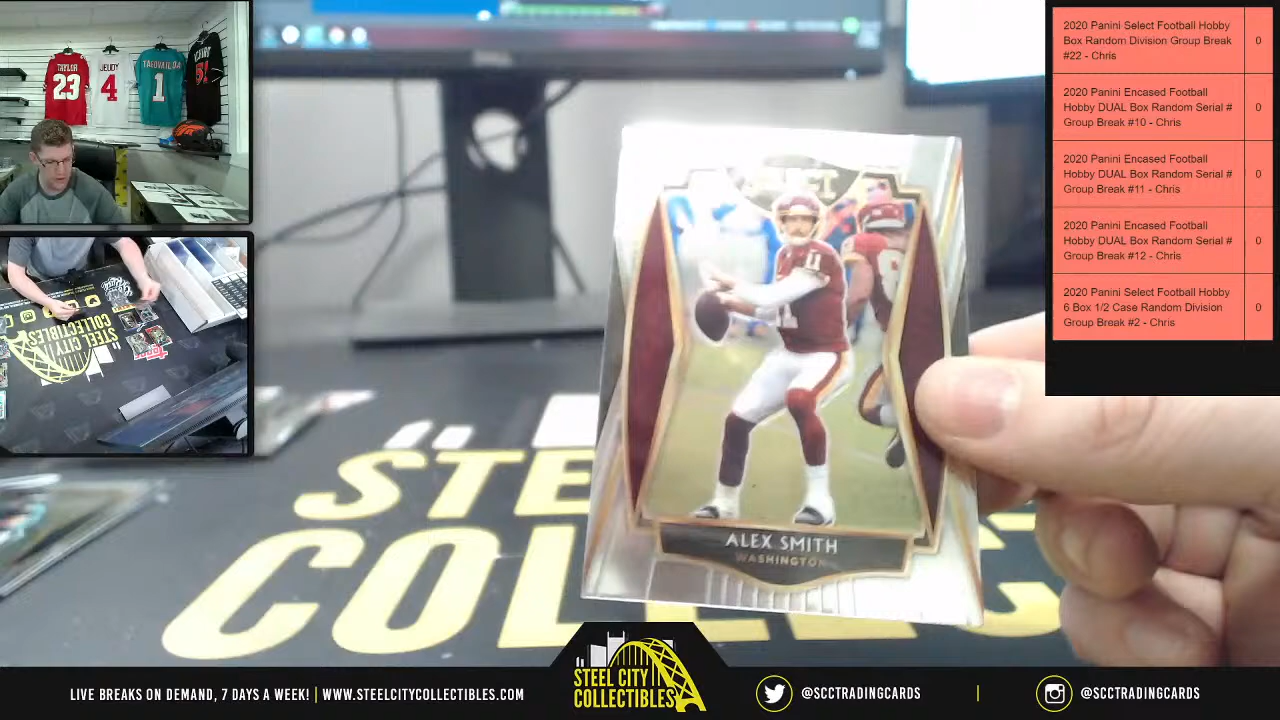 TAYLOR
23
JEUDY
4
TAGOVAILOA
1
51
SELECT
11
ALEX SMITH
WASHINGTON
STEEL CITY
COLLECTIBLES
2020 Panini Select Football Hobby
Box Random Division Group Break
#22 - Chris
0
2020 Panini Encased Football
Hobby DUAL Box Random Serial #
Group Break #10 - Chris
0
2020 Panini Encased Football
Hobby DUAL Box Random Serial #
Group Break #11 - Chris
0
2020 Panini Encased Football
Hobby DUAL Box Random Serial #
Group Break #12 - Chris
0
2020 Panini Select Football Hobby
6 Box 1/2 Case Random Division
Group Break #2 - Chris
0
STE
COLLEC
LIVE BREAKS ON DEMAND, 7 DAYS A WEEK! | WWW.STEELCITYCOLLECTIBLES.COM
STEEL CITY
COLLECTIBLES
@SCCTRADINGCARDS
@SCCTRADINGCARDS